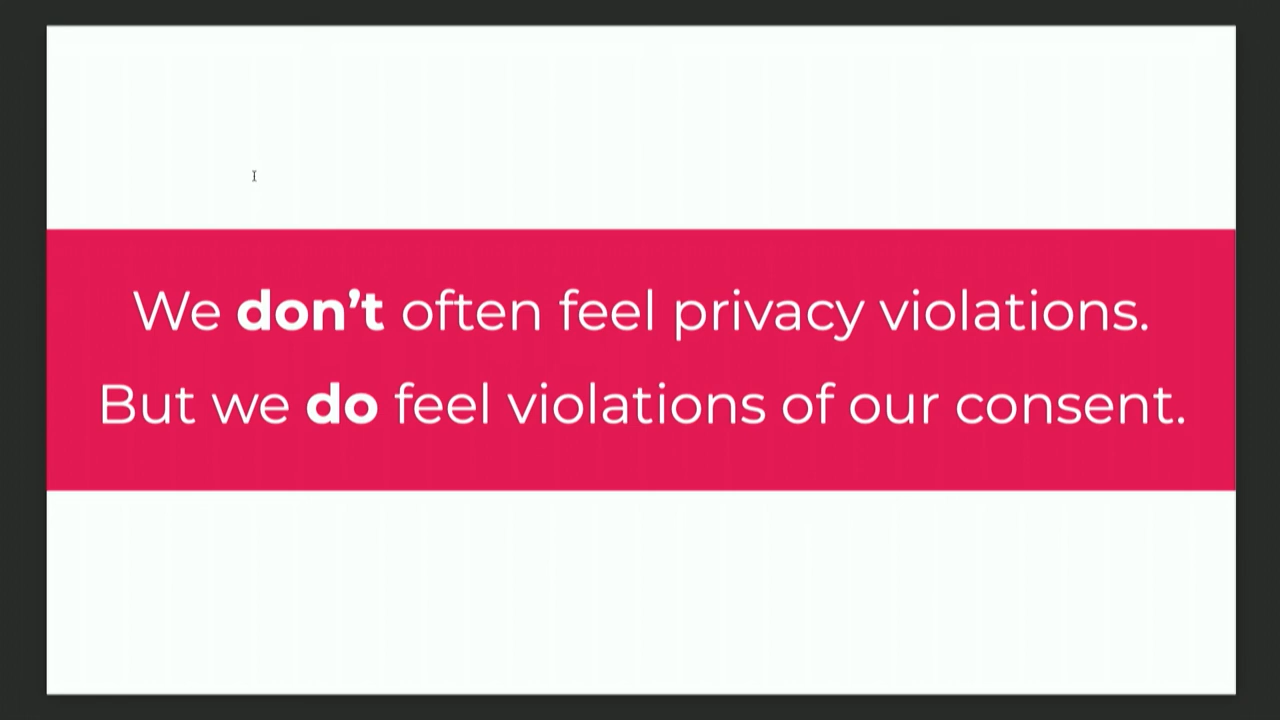 We don't often feel privacy violations.
But we do feel violations of our consent.